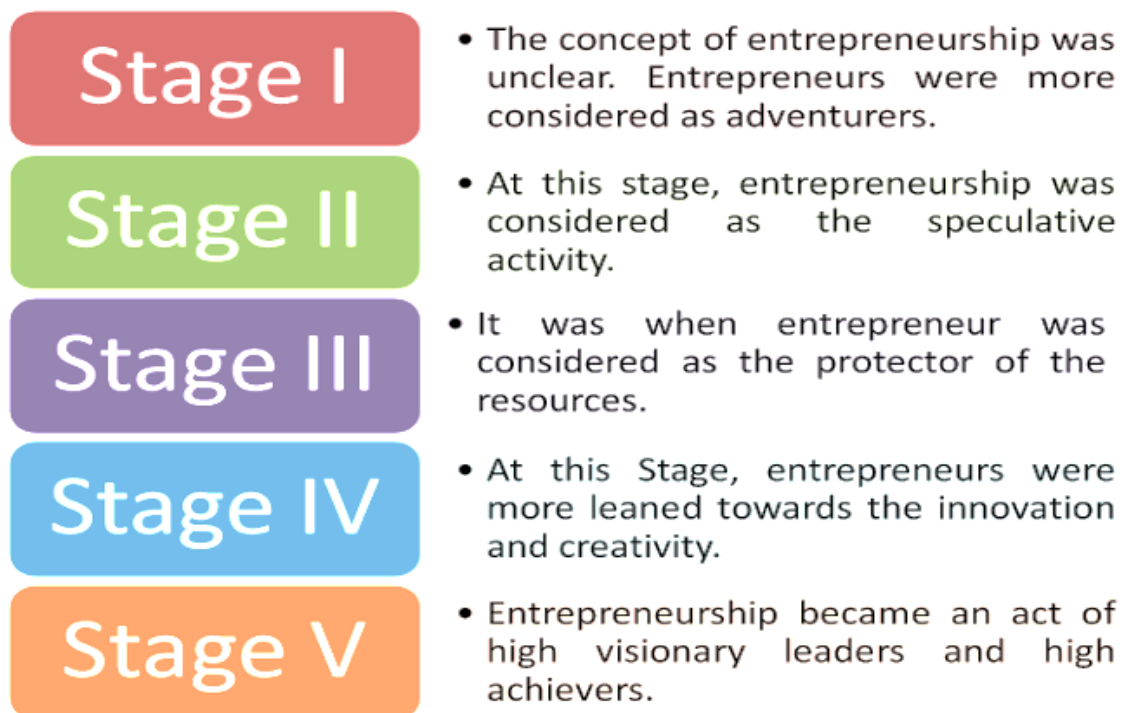 Stage I
• The concept of entrepreneurship was
unclear. Entrepreneurs were more
considered as adventurers.
Stage II
• At this stage, entrepreneurship was
considered as the speculative
activity.
Stage III
• It was when entrepreneur was
considered as the protector of the
resources.
Stage IV
• At this Stage, entrepreneurs were
more leaned towards the innovation
and creativity.
Stage V
• Entrepreneurship became an act of
high visionary leaders and high
achievers.